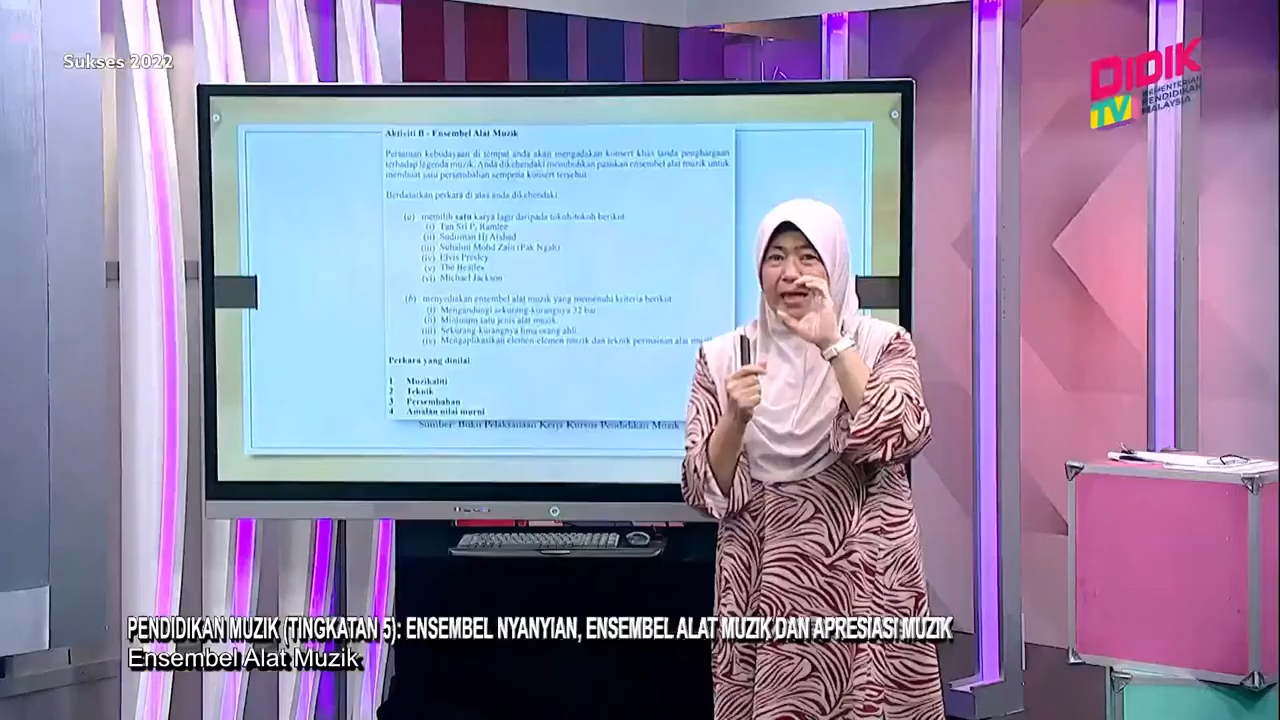 Sukses 2022
DIDIK
TV
KEMENTERIAN
PENDIDIKAN
MALAYSIA
Aktiviti B - Ensembel Alat Muzik
Persatuan kebudayaan di tempat anda akan mengadakan konsert khas tanda penghargaan
terhadap legenda muzik. Anda dikehendaki menubuhkan pasukan ensembel alat muzik untuk
membuat satu persembahan sempena konsert tersebut.
Berdasarkan perkara di atas anda dikehendaki:
(a) memilih satu karya lagu daripada tokoh-tokoh berikut:
(i) Tan Sri P. Ramlee
(ii) Sudirman Hj Arshad
(iii) Suhaimi Mohd Zain (Pak Ngah)
(iv) Elvis Presley
(v) The Beatles
(vi) Michael Jackson
(b) menyediakan ensembel alat muzik yang memenuhi kriteria berikut:
(i) Mengandungi sekurang-kurangnya 32 bar.
(ii) Minimum satu jenis alat muzik.
(iii) Sekurang-kurangnya lima orang ahli.
(iv) Mengaplikasikan elemen-elemen muzik dan teknik permainan alat
Perkara yang dinilai:
1 Muzikaliti
2 Teknik
3 Persembahan
4 Amalan nilai murni
Sumber: Buku Pelaksanaan Kerja Kursus Pendidikan Muzik
PENDIDIKAN MUZIK (TINGKATAN 5): ENSEMBEL NYANYIAN, ENSEMBEL ALAT MUZIK DAN APRESIASI MUZIK
Ensembel Alat Muzik